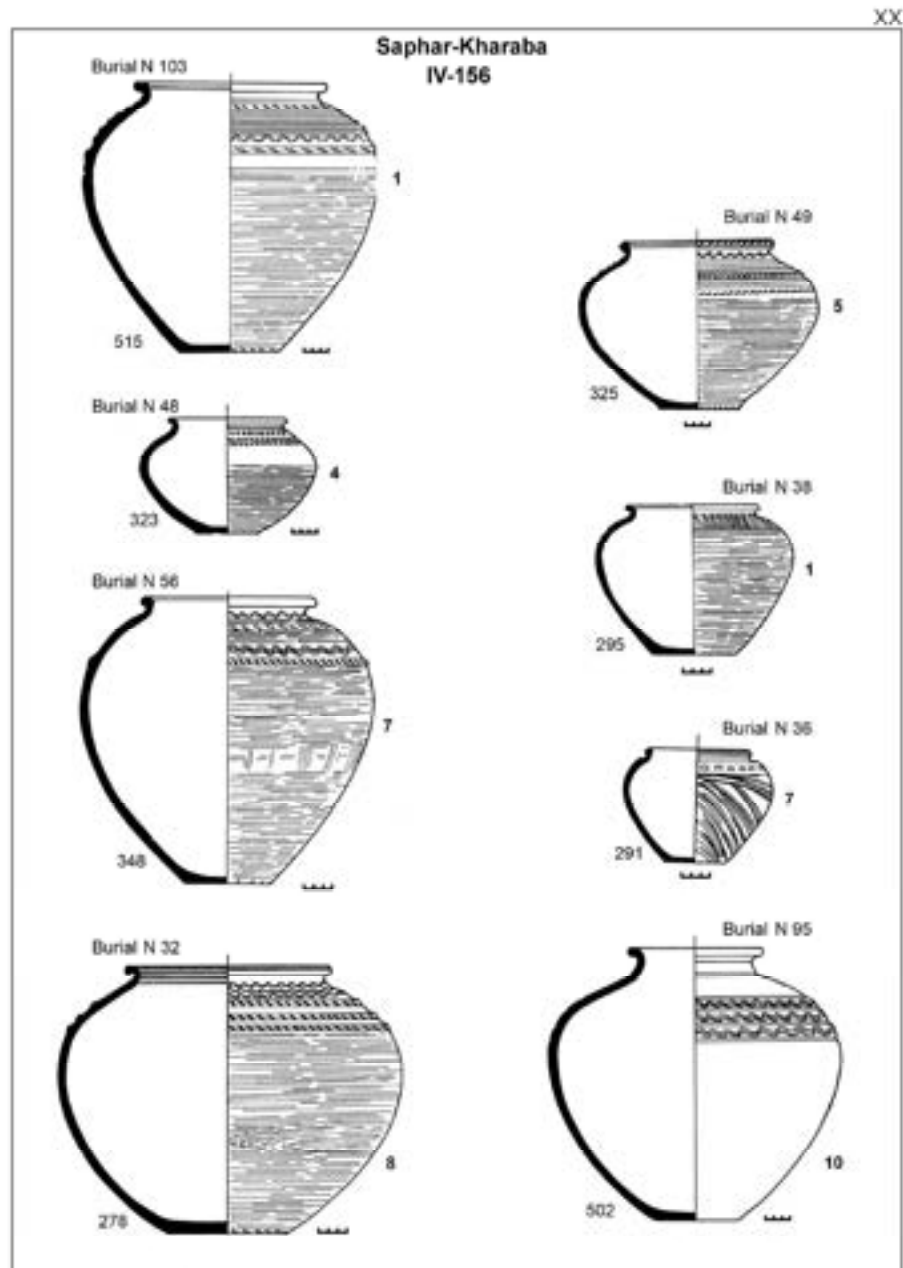 XX
Saphar-Kharaba
IV-156
Burial N 103
1
515
Burial N 49
5
325
Burial N 48
4
323
Burial N 38
1
295
Burial N 56
7
348
Burial N 36
7
291
Burial N 32
8
278
Burial N 95
10
502